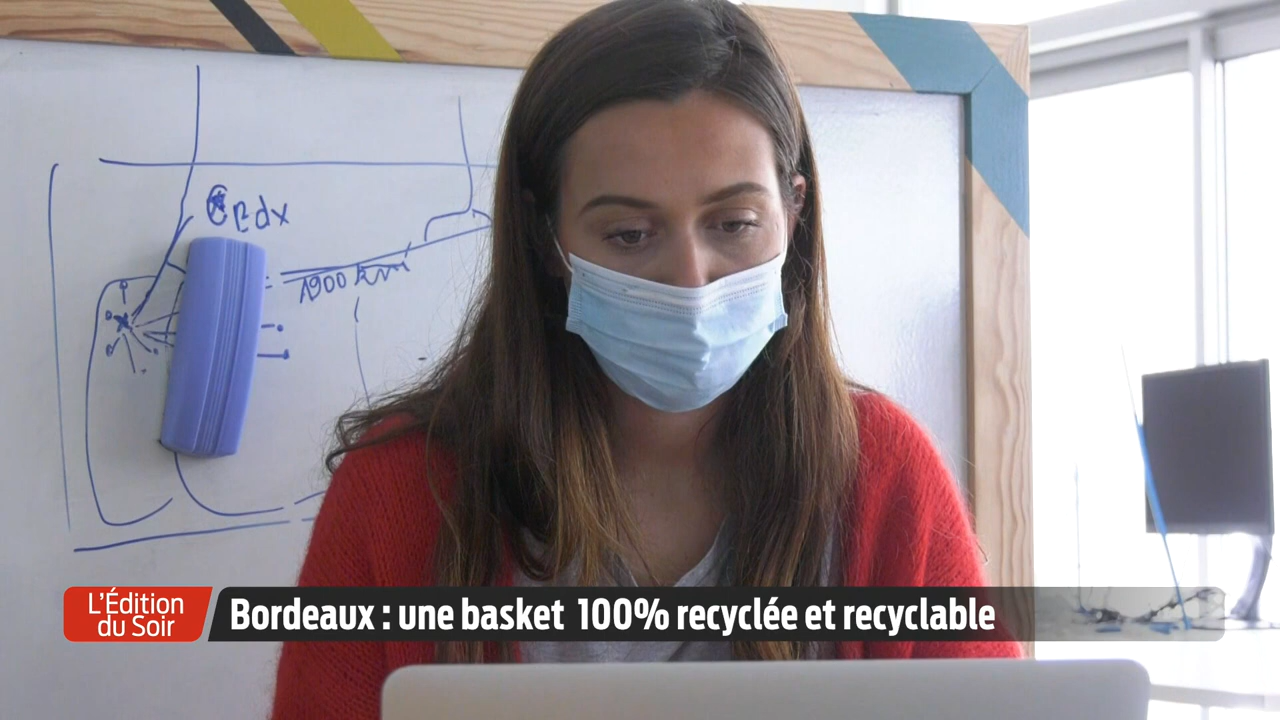 Bdx
1900 km
L'Édition
du Soir
Bordeaux : une basket 100% recyclée et recyclable